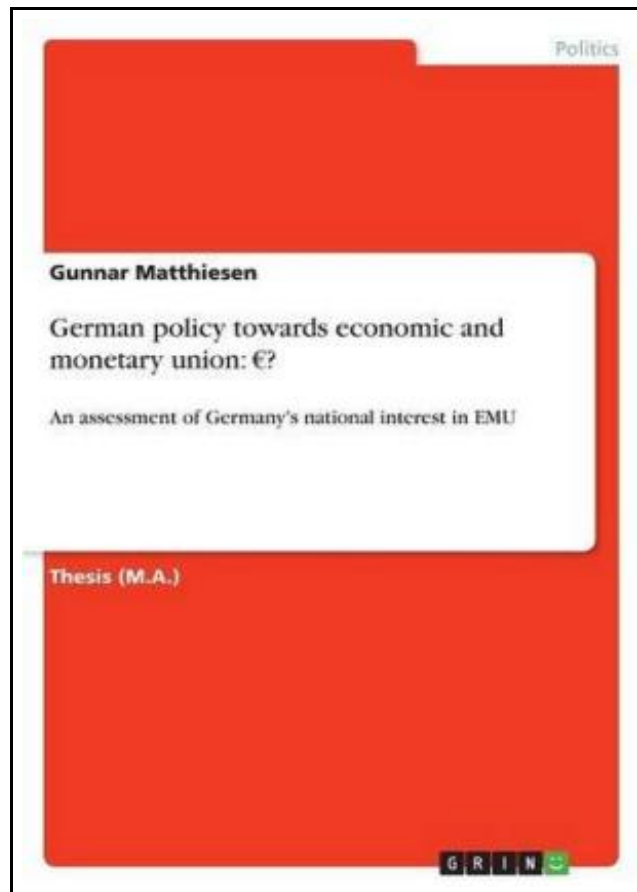 Politics
Gunnar Matthiesen
German policy towards economic and
monetary union: €?
An assessment of Germany's national interest in EMU
Thesis (M.A.)
GRIN